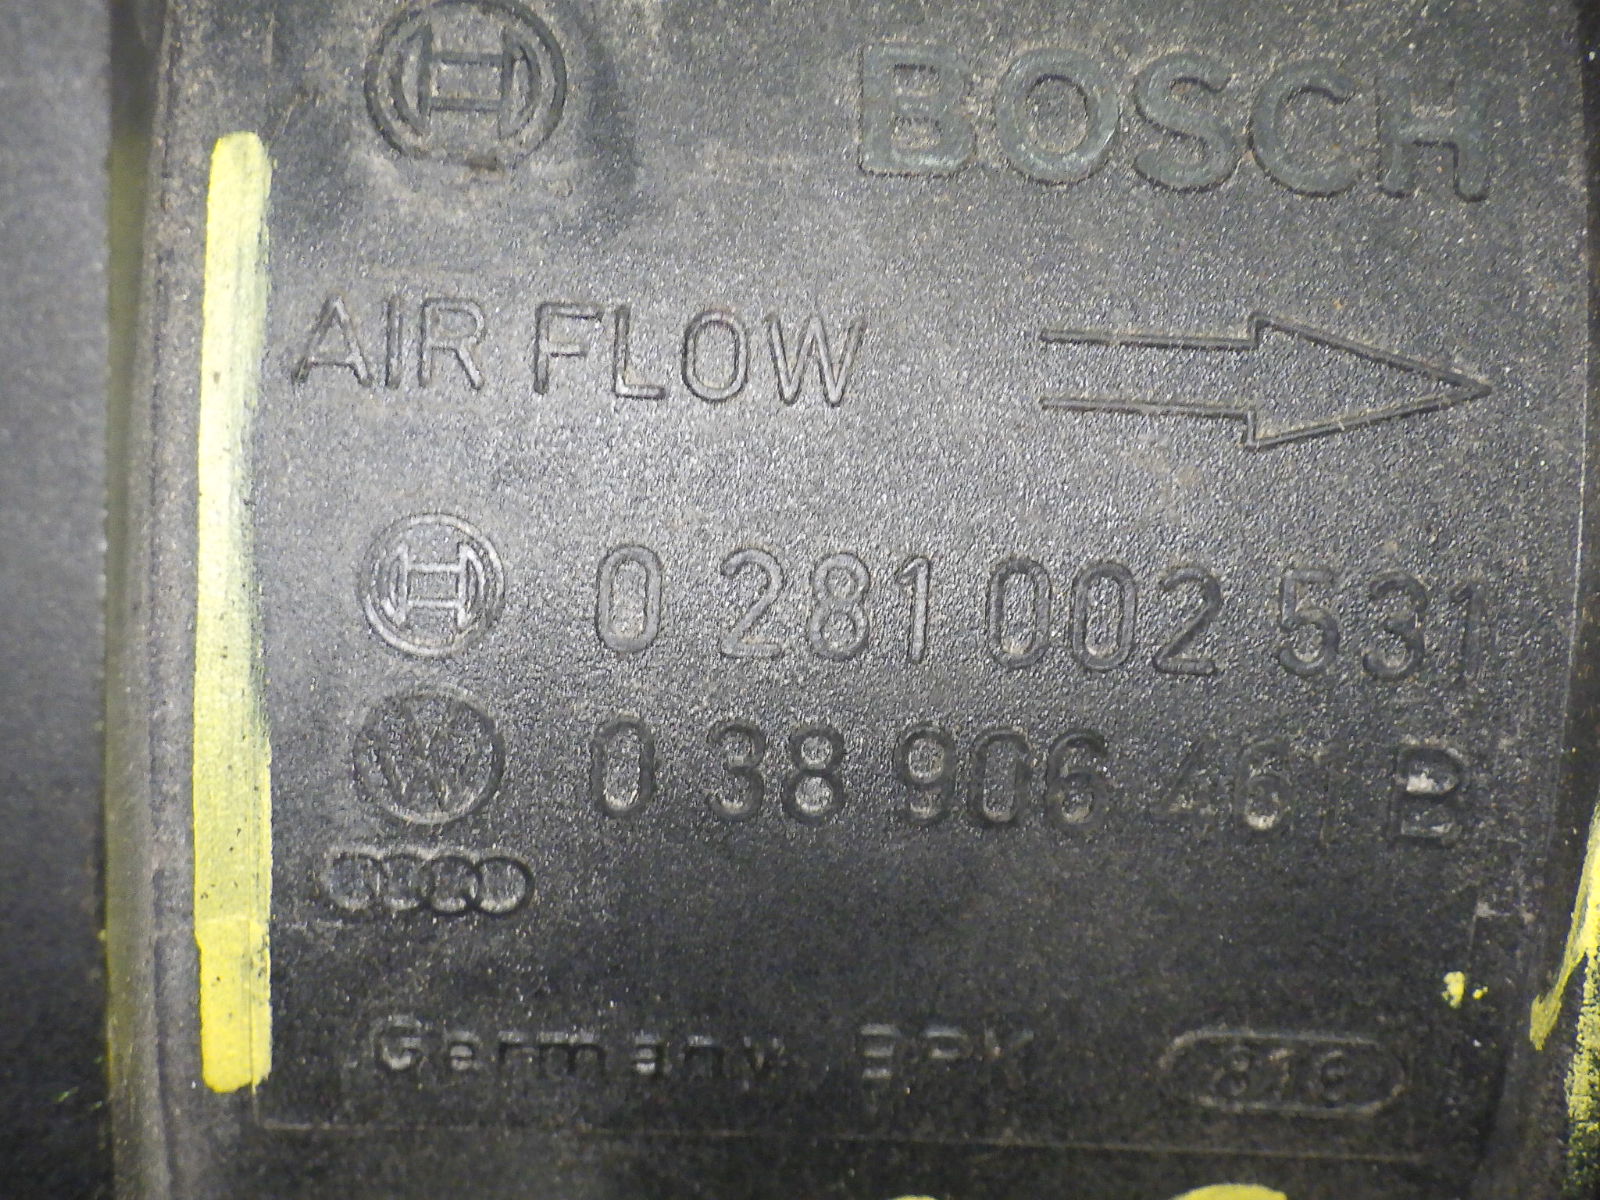 BOSCH
AIR FLOW
0 281 002 531
0 38 906 461 B
Germany